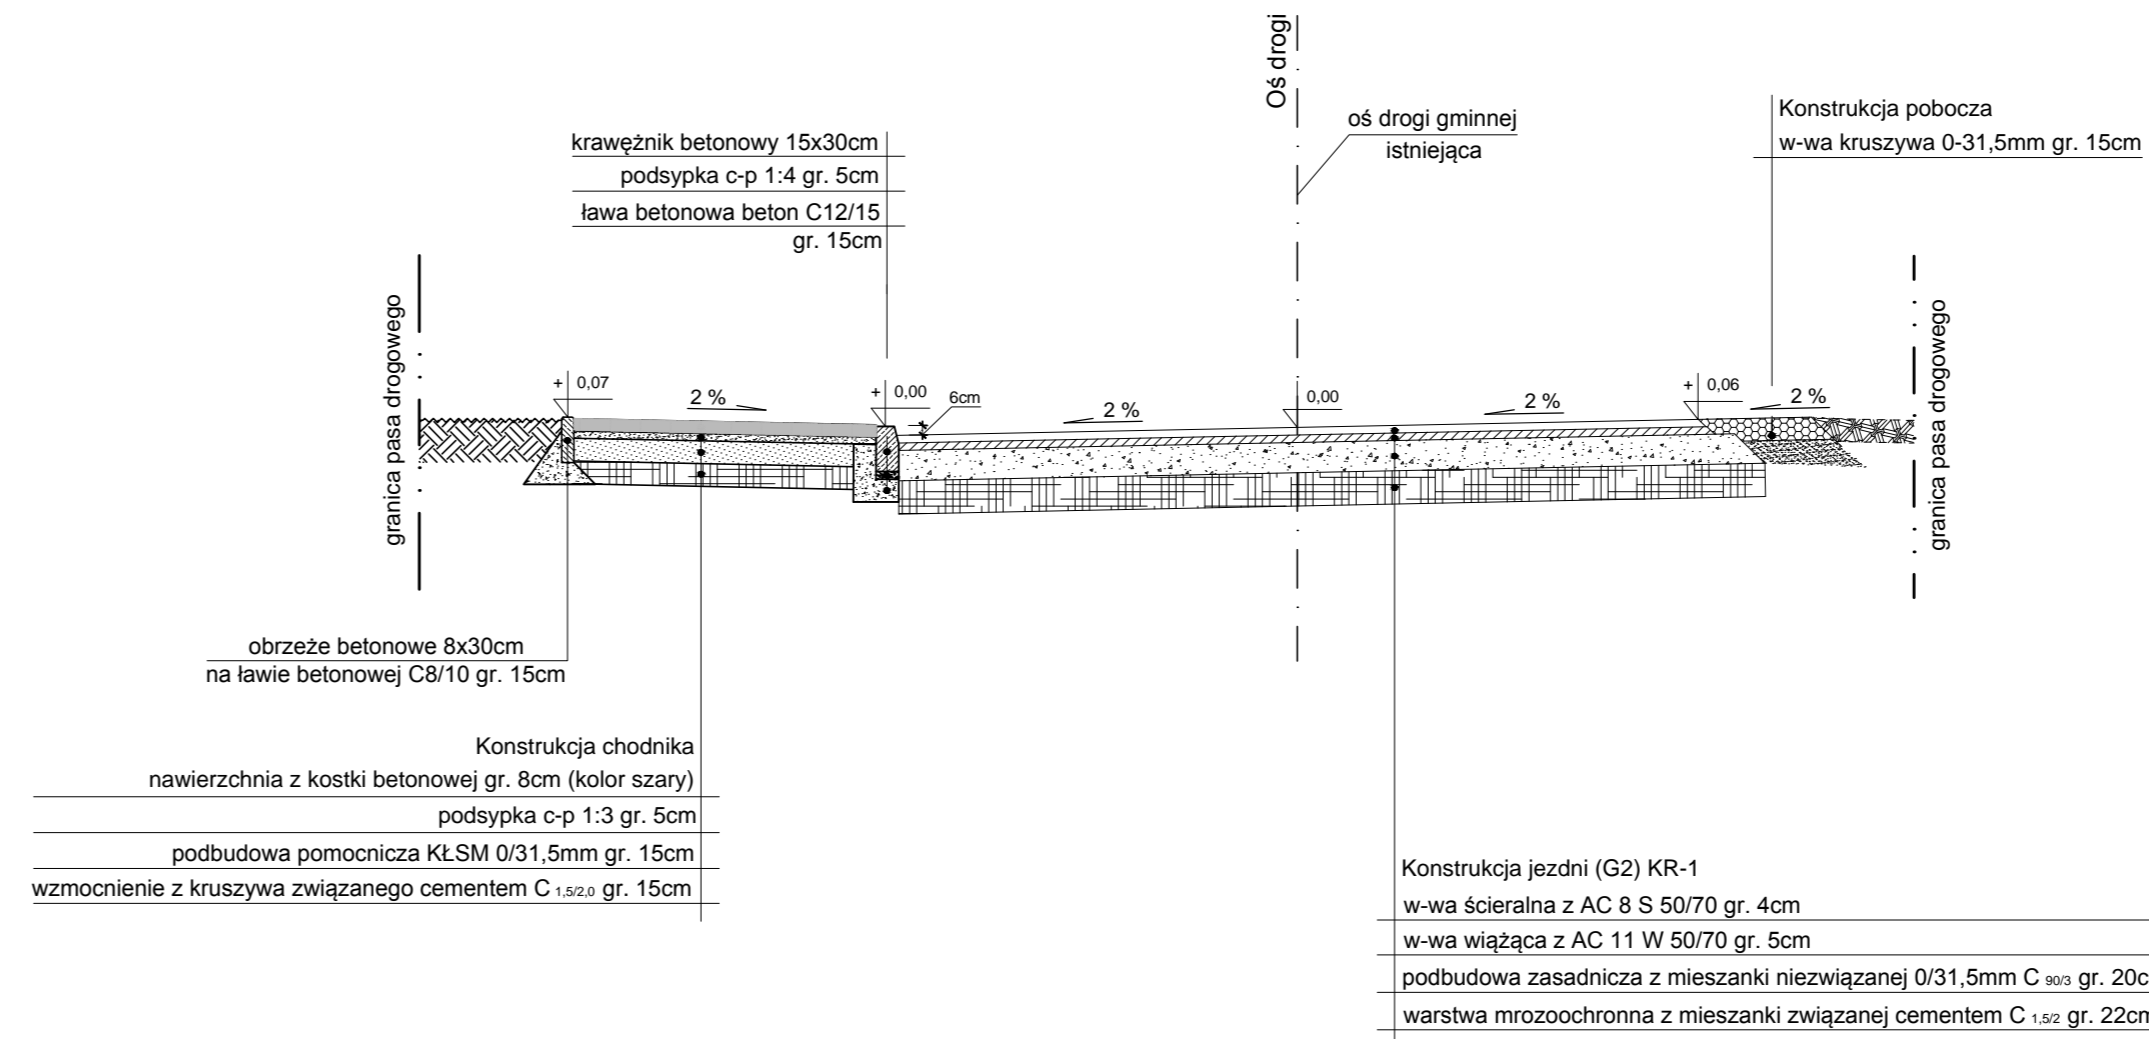 Oś drogi
oś drogi gminnej
istniejąca
Konstrukcja pobocza
w-wa kruszywa 0-31,5mm gr. 15cm
krawężnik betonowy 15x30cm
podsypka c-p 1:4 gr. 5cm
ława betonowa beton C12/15
gr. 15cm
granica pasa drogowego
granica pasa drogowego
+ 0,07
2 %
+ 0,00
6cm
2 %
0,00
2 %
+ 0,06
2 %
obrzeże betonowe 8x30cm
na ławie betonowej C8/10 gr. 15cm
Konstrukcja chodnika
nawierzchnia z kostki betonowej gr. 8cm (kolor szary)
podsypka c-p 1:3 gr. 5cm
podbudowa pomocnicza KŁSM 0/31,5mm gr. 15cm
wzmocnienie z kruszywa związanego cementem C 1,5/2,0 gr. 15cm
Konstrukcja jezdni (G2) KR-1
w-wa ścieralna z AC 8 S 50/70 gr. 4cm
w-wa wiążąca z AC 11 W 50/70 gr. 5cm
podbudowa zasadnicza z mieszanki niezwiązanej 0/31,5mm C 90/3 gr. 20c
warstwa mrozoochronna z mieszanki związanej cementem C 1,5/2 gr. 22cm